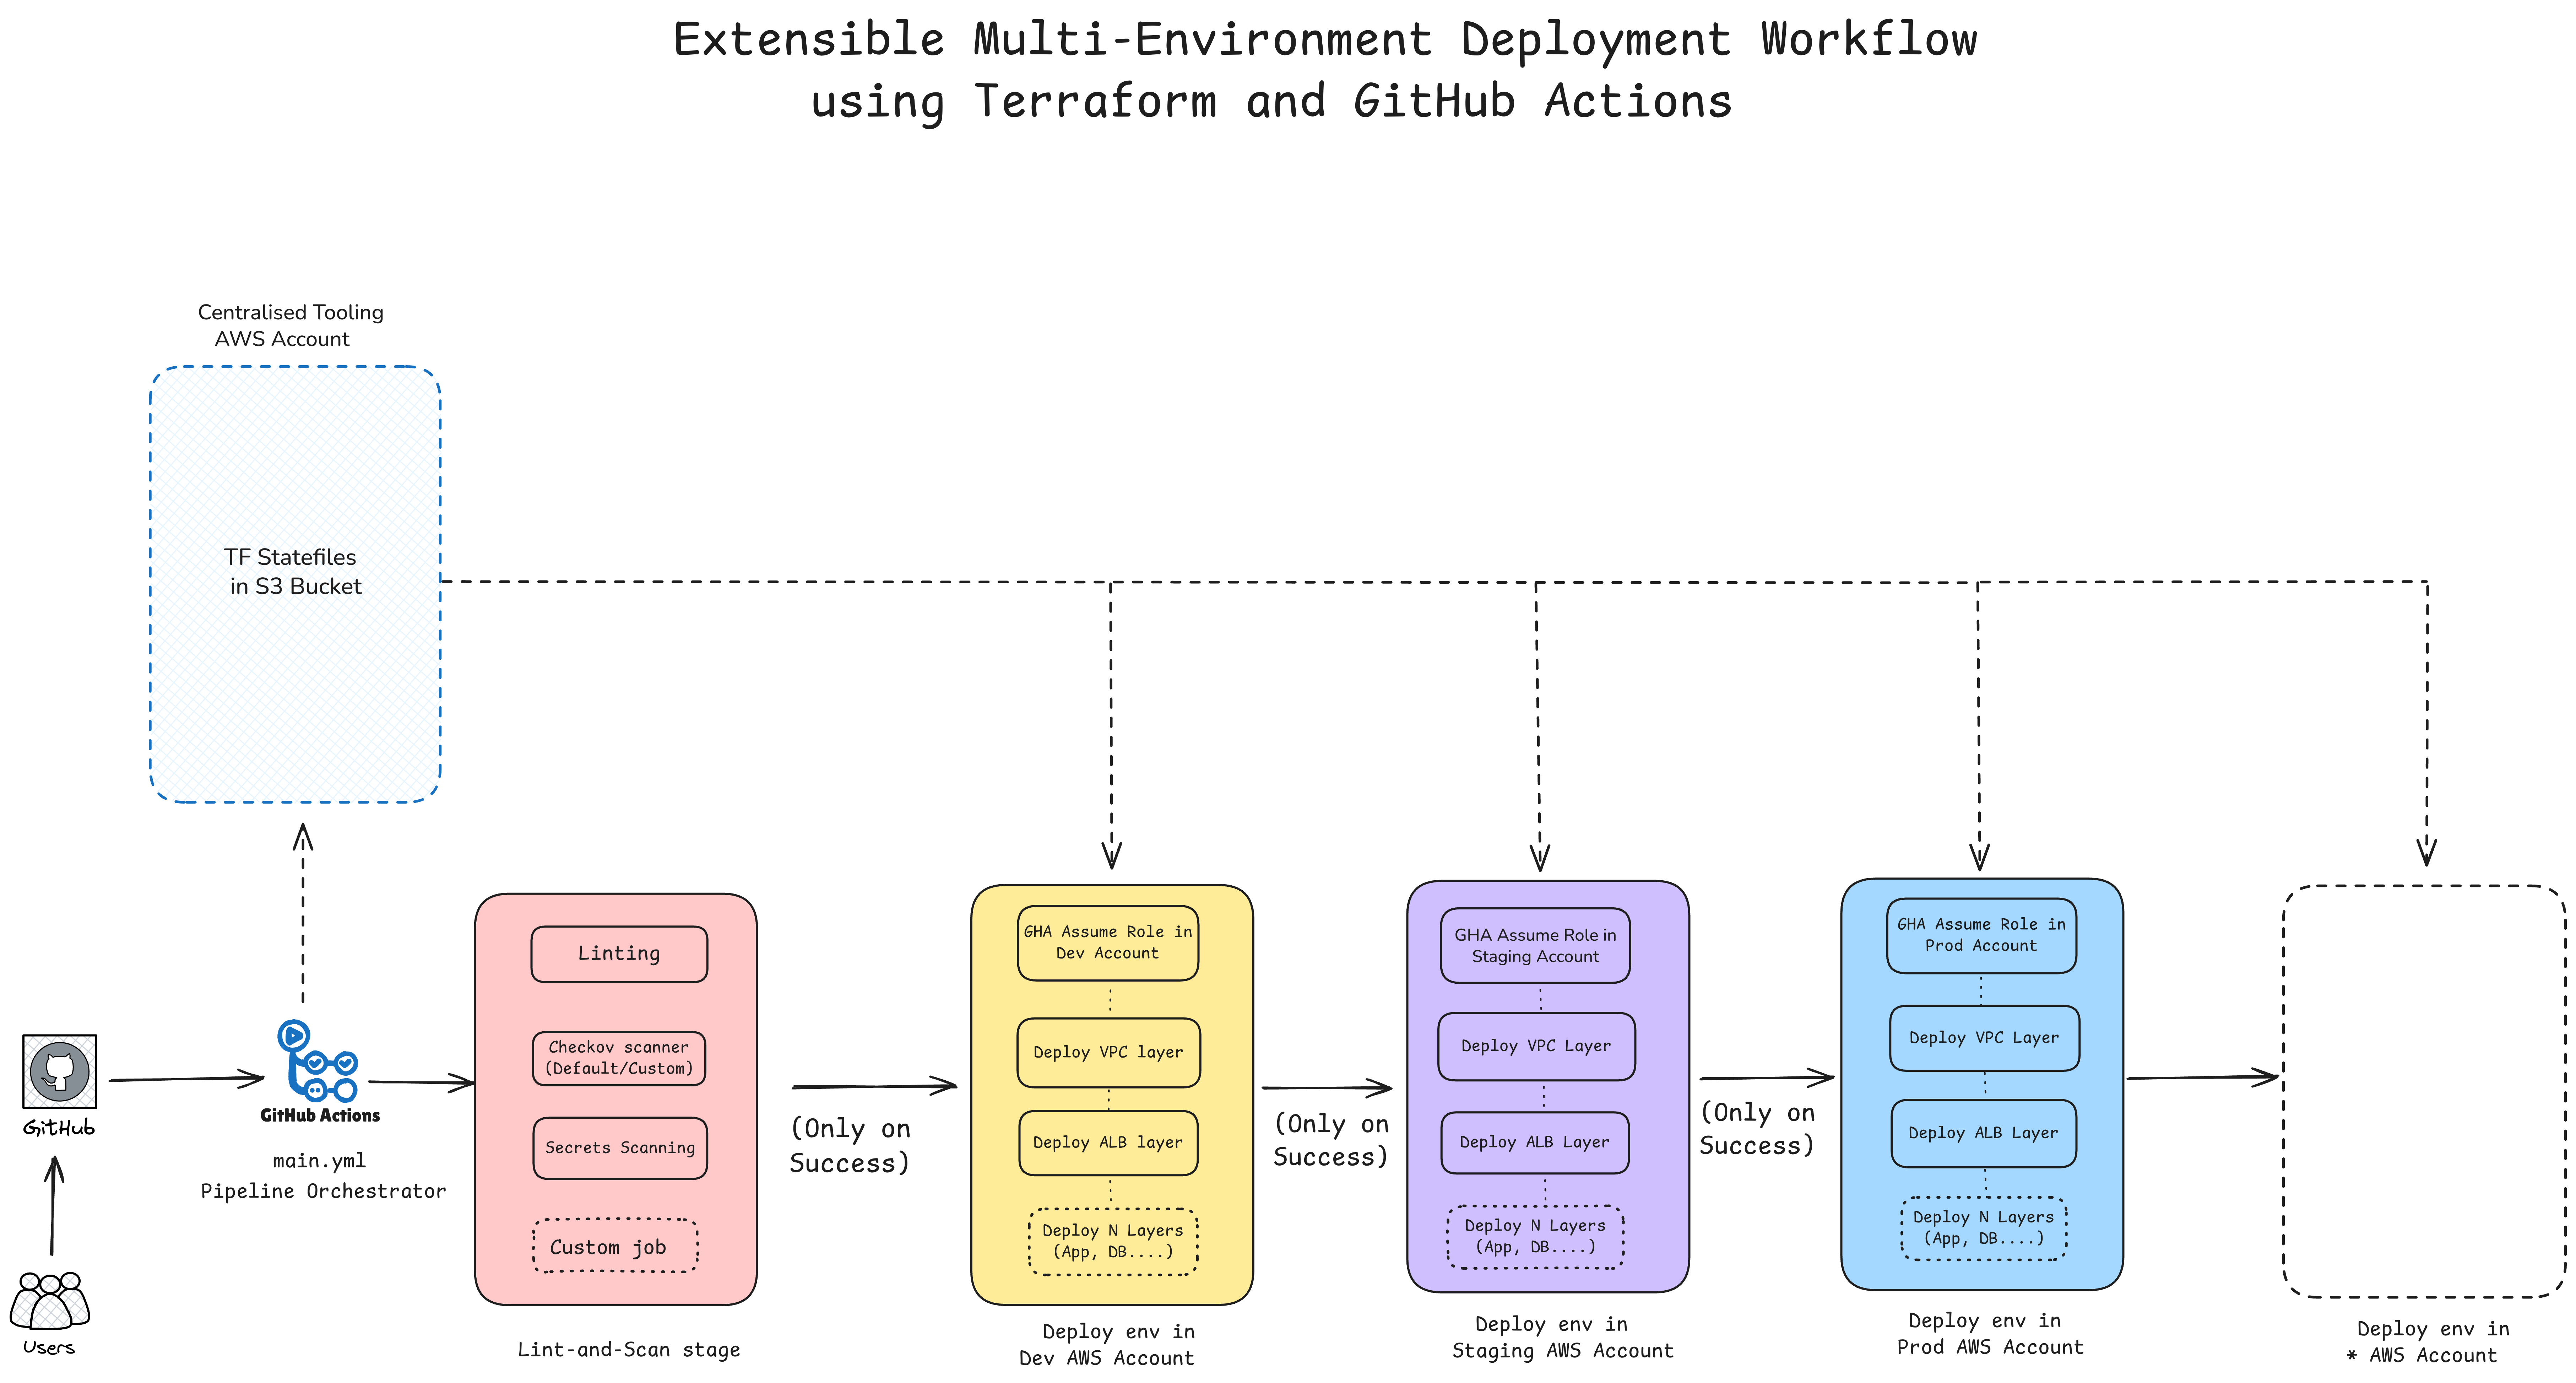 Extensible Multi-Environment Deployment Workflow
using Terraform and GitHub Actions
Centralised Tooling
AWS Account
TF Statefiles
in S3 Bucket
GitHub
Users
GitHub Actions
main.yml
Pipeline Orchestrator
Linting
Checkov scanner
(Default/Custom)
Secrets Scanning
Custom job
Lint-and-Scan stage
(Only on
Success)
GHA Assume Role in
Dev Account
Deploy VPC layer
Deploy ALB layer
Deploy N Layers
(App, DB....)
Deploy env in
Dev AWS Account
(Only on
Success)
GHA Assume Role in
Staging Account
Deploy VPC Layer
Deploy ALB Layer
Deploy N Layers
(App, DB....)
Deploy env in
Staging AWS Account
(Only on
Success)
GHA Assume Role in
Prod Account
Deploy VPC Layer
Deploy ALB Layer
Deploy N Layers
(App, DB....)
Deploy env in
Prod AWS Account
Deploy env in
* AWS Account